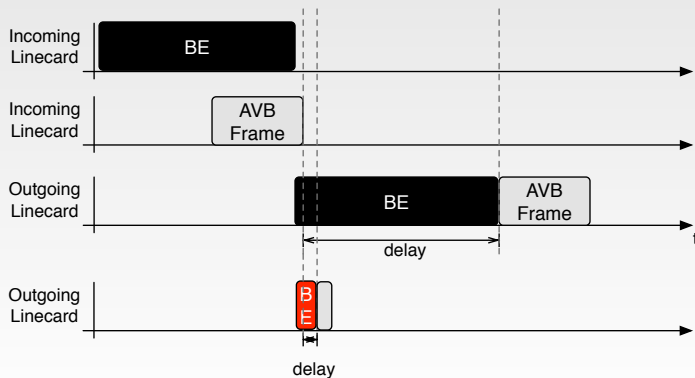 Incoming
Linecard
BE
Incoming
Linecard
AVB
Frame
Outgoing
Linecard
BE
AVB
Frame
t
delay
Outgoing
Linecard
B
E
delay